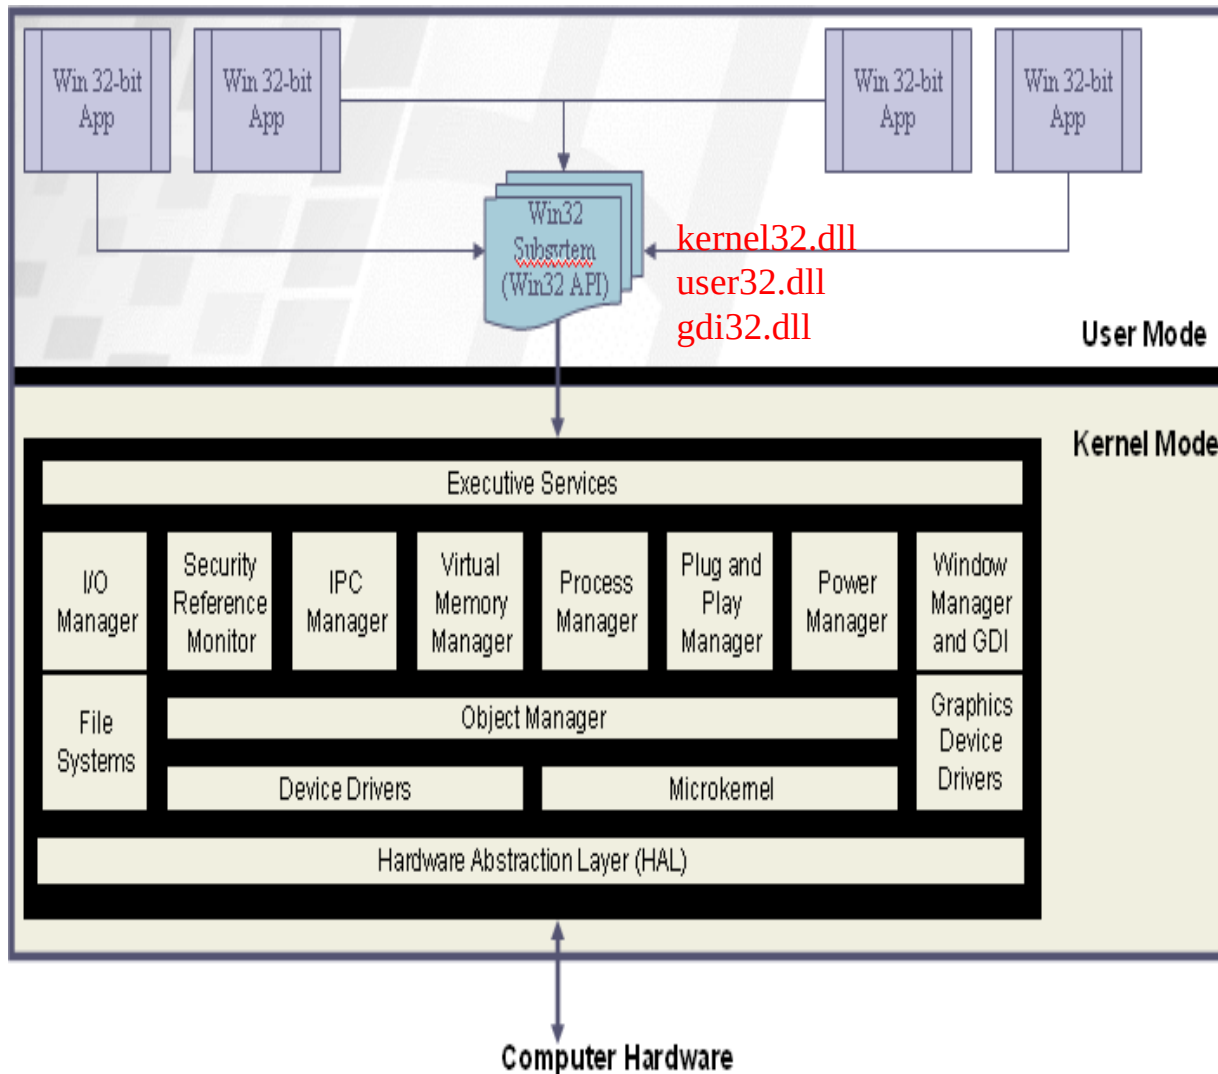 Win 32-bit
App
Win 32-bit
App
Win 32-bit
App
Win 32-bit
App
Win32
Subsytem
(Win32 API)
kernel32.dll
user32.dll
gdi32.dll
User Mode
Kernel Mode
Executive Services
I/O
Manager
Security
Reference
Monitor
IPC
Manager
Virtual
Memory
Manager
Process
Manager
Plug and
Play
Manager
Power
Manager
Window
Manager
and GDI
File
Systems
Object Manager
Graphics
Device
Drivers
Device Drivers
Microkernel
Hardware Abstraction Layer (HAL)
Computer Hardware